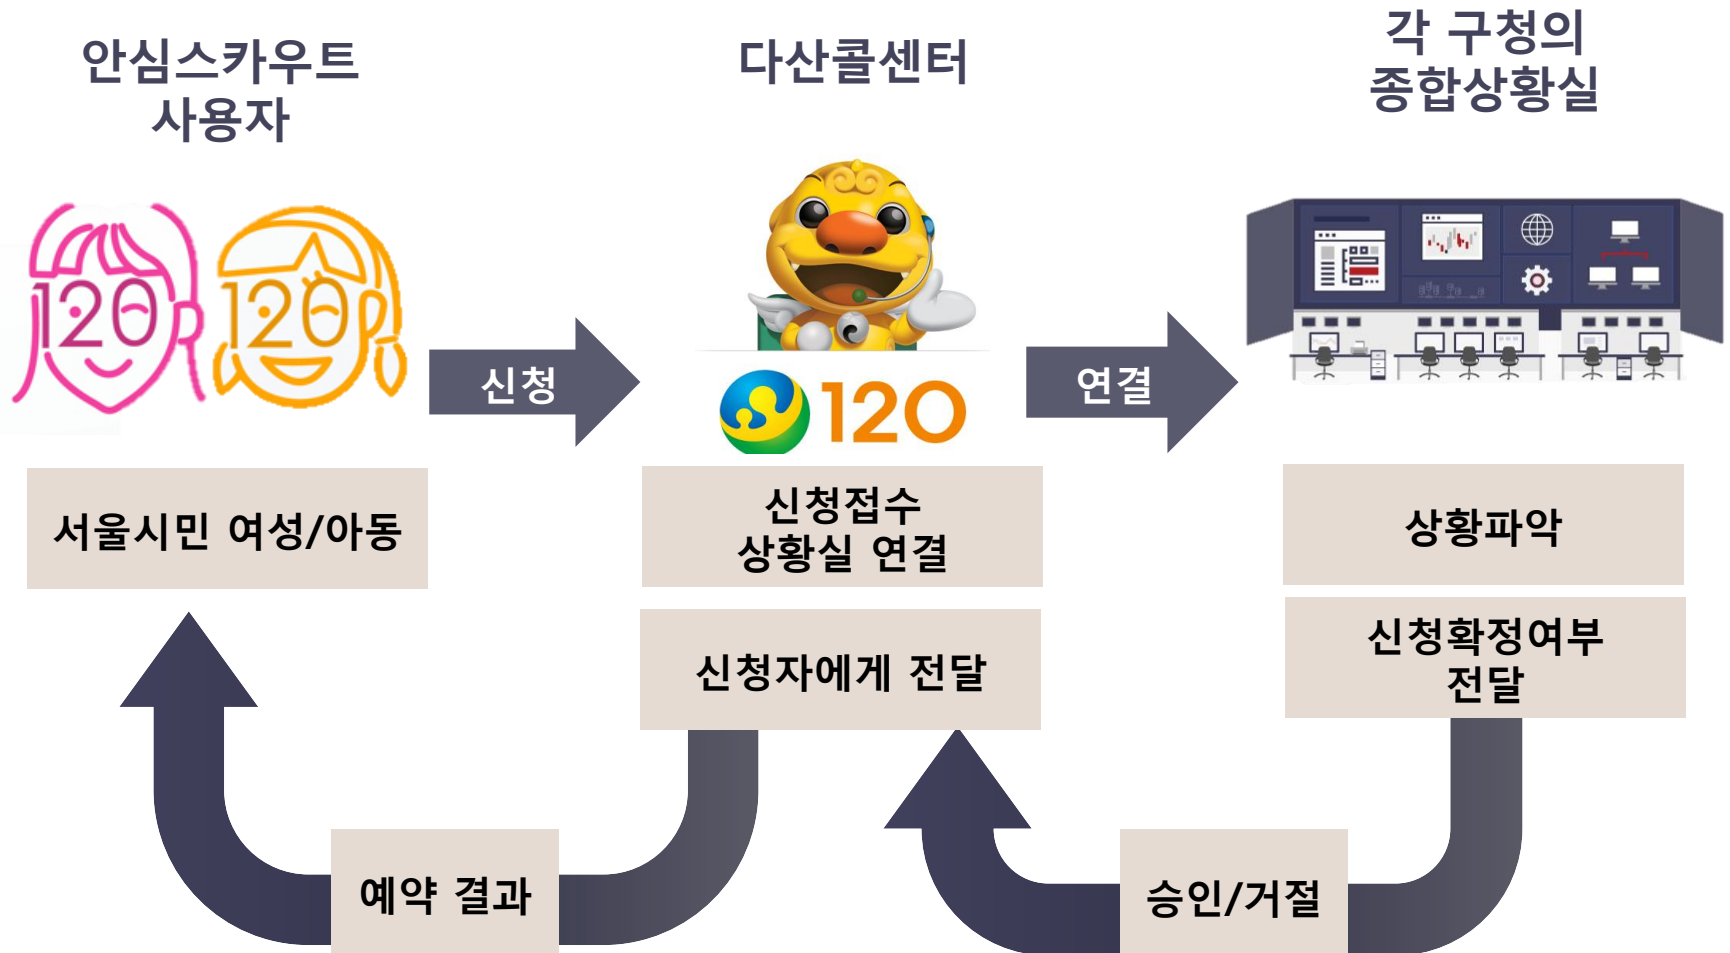 안심스카우트
사용자
다산콜센터
각 구청의
종합상황실
120
120
신청
120
연결
서울시민 여성/아동
신청접수
상황실 연결
상황파악
신청자에게 전달
신청확정여부
전달
예약 결과
승인/거절